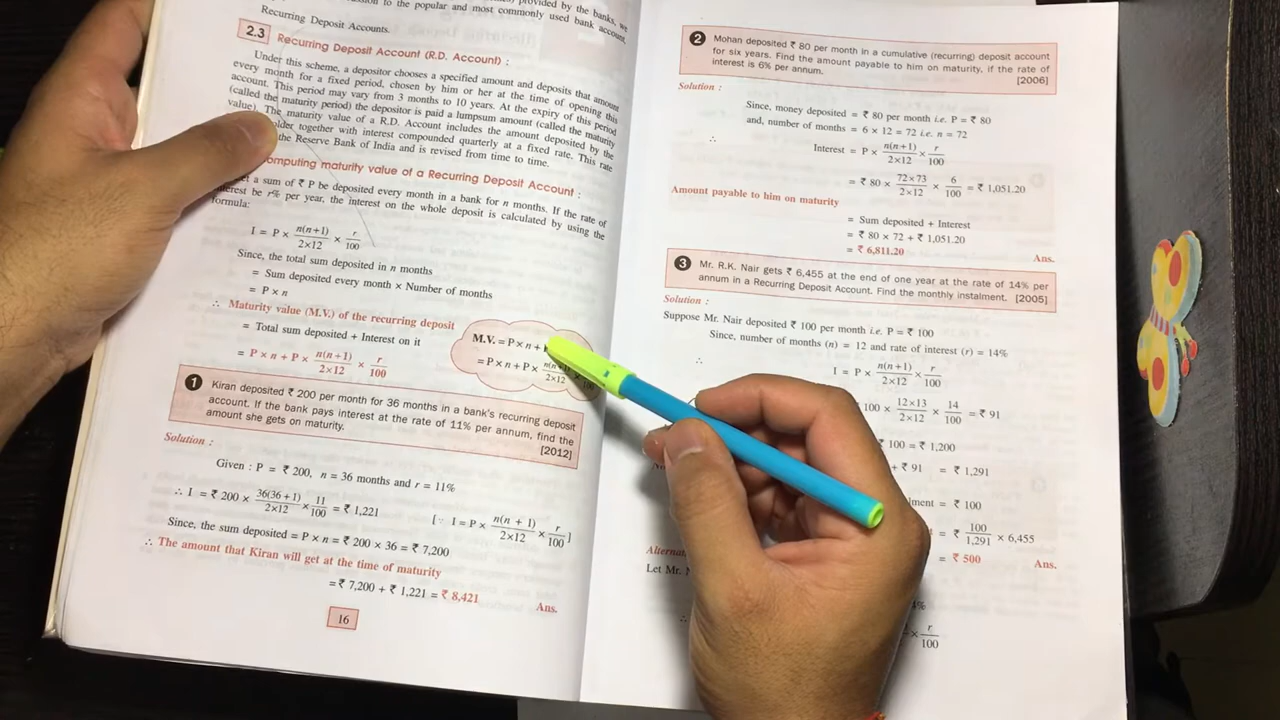 provided by the banks, we
to the popular and most commonly used bank account,
Recurring Deposit Accounts.
2.3 Recurring Deposit Account (R.D. Account) :
Under this scheme, a depositor chooses a specified amount and deposits that amount
every month for a fixed period, chosen by him or her at the time of opening this
account. This period may vary from 3 months to 10 years. At the expiry of this period
(called the maturity period) the depositor is paid a lumpsum amount (called the maturity
value). The maturity value of a R.D. Account includes the amount deposited by the
together with interest compounded quarterly at a fixed rate. This rate
the Reserve Bank of India and is revised from time to time.
omputing maturity value of a Recurring Deposit Account :
a sum of ₹ P be deposited every month in a bank for n months. If the rate of
be r% per year, the interest on the whole deposit is calculated by using the
formula:
I = P × n(n+1)/2×12 × r/100
Since, the total sum deposited in n months
= Sum deposited every month × Number of months
= P × n
∴ Maturity value (M.V.) of the recurring deposit
= Total sum deposited + Interest on it
= P × n + P × n(n+1)/2×12 × r/100
M.V. = P × n +
= P × n + P ×
2×12
1 Kiran deposited ₹ 200 per month for 36 months in a bank's recurring deposit
account. If the bank pays interest at the rate of 11% per annum, find the
amount she gets on maturity. [2012]
Solution :
Given : P = ₹ 200, n = 36 months and r = 11%
∴ I = ₹ 200 × 36(36+1)/2×12 × 11/100 = ₹ 1,221 [∵ I = P × n(n + 1)/2×12 × r/100]
Since, the sum deposited = P × n = ₹ 200 × 36 = ₹ 7,200
∴ The amount that Kiran will get at the time of maturity
= ₹ 7,200 + ₹ 1,221 = ₹ 8,421 Ans.
16
2 Mohan deposited ₹ 80 per month in a cumulative (recurring) deposit account
for six years. Find the amount payable to him on maturity, if the rate of
interest is 6% per annum. [2006]
Solution :
Since, money deposited = ₹ 80 per month i.e. P = ₹ 80
and, number of months = 6 × 12 = 72 i.e. n = 72
∴ Interest = P × n(n+1)/2×12 × r/100
= ₹ 80 × 72×73/2×12 × 6/100 = ₹ 1,051.20
Amount payable to him on maturity
= Sum deposited + Interest
= ₹ 80 × 72 + ₹ 1,051.20
= ₹ 6,811.20 Ans.
3 Mr. R.K. Nair gets ₹ 6,455 at the end of one year at the rate of 14% per
annum in a Recurring Deposit Account. Find the monthly instalment. [2005]
Solution :
Suppose Mr. Nair deposited ₹ 100 per month i.e. P = ₹ 100
Since, number of months (n) = 12 and rate of interest (r) = 14%
∴ I = P × n(n+1)/2×12 × r/100
100 × 12×13/2×12 × 14/100 = ₹ 91
₹ 100 = ₹ 1,200
+ ₹ 91 = ₹ 1,291
= ₹ 100
= ₹ 100/1,291 × 6,455
= ₹ 500 Ans.
Let Mr.
× r/100